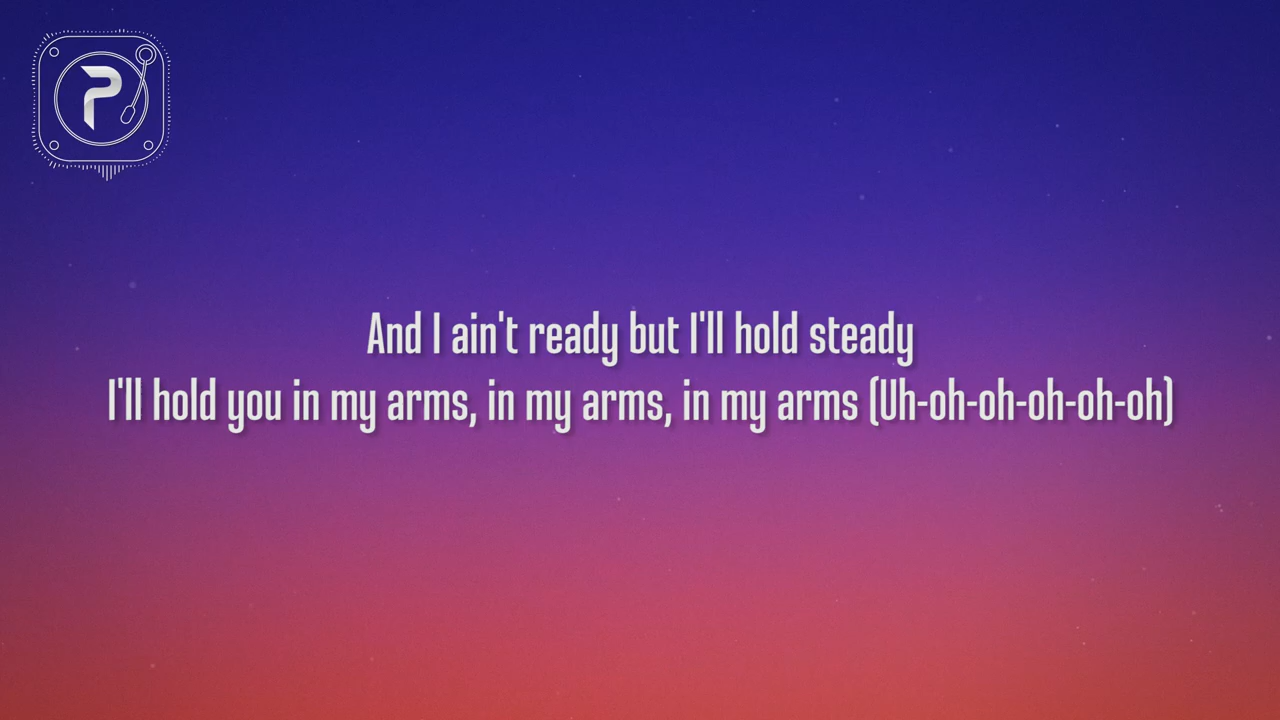 P
And I ain't ready but I'll hold steady
I'll hold you in my arms, in my arms, in my arms (Uh-oh-oh-oh-oh-oh)